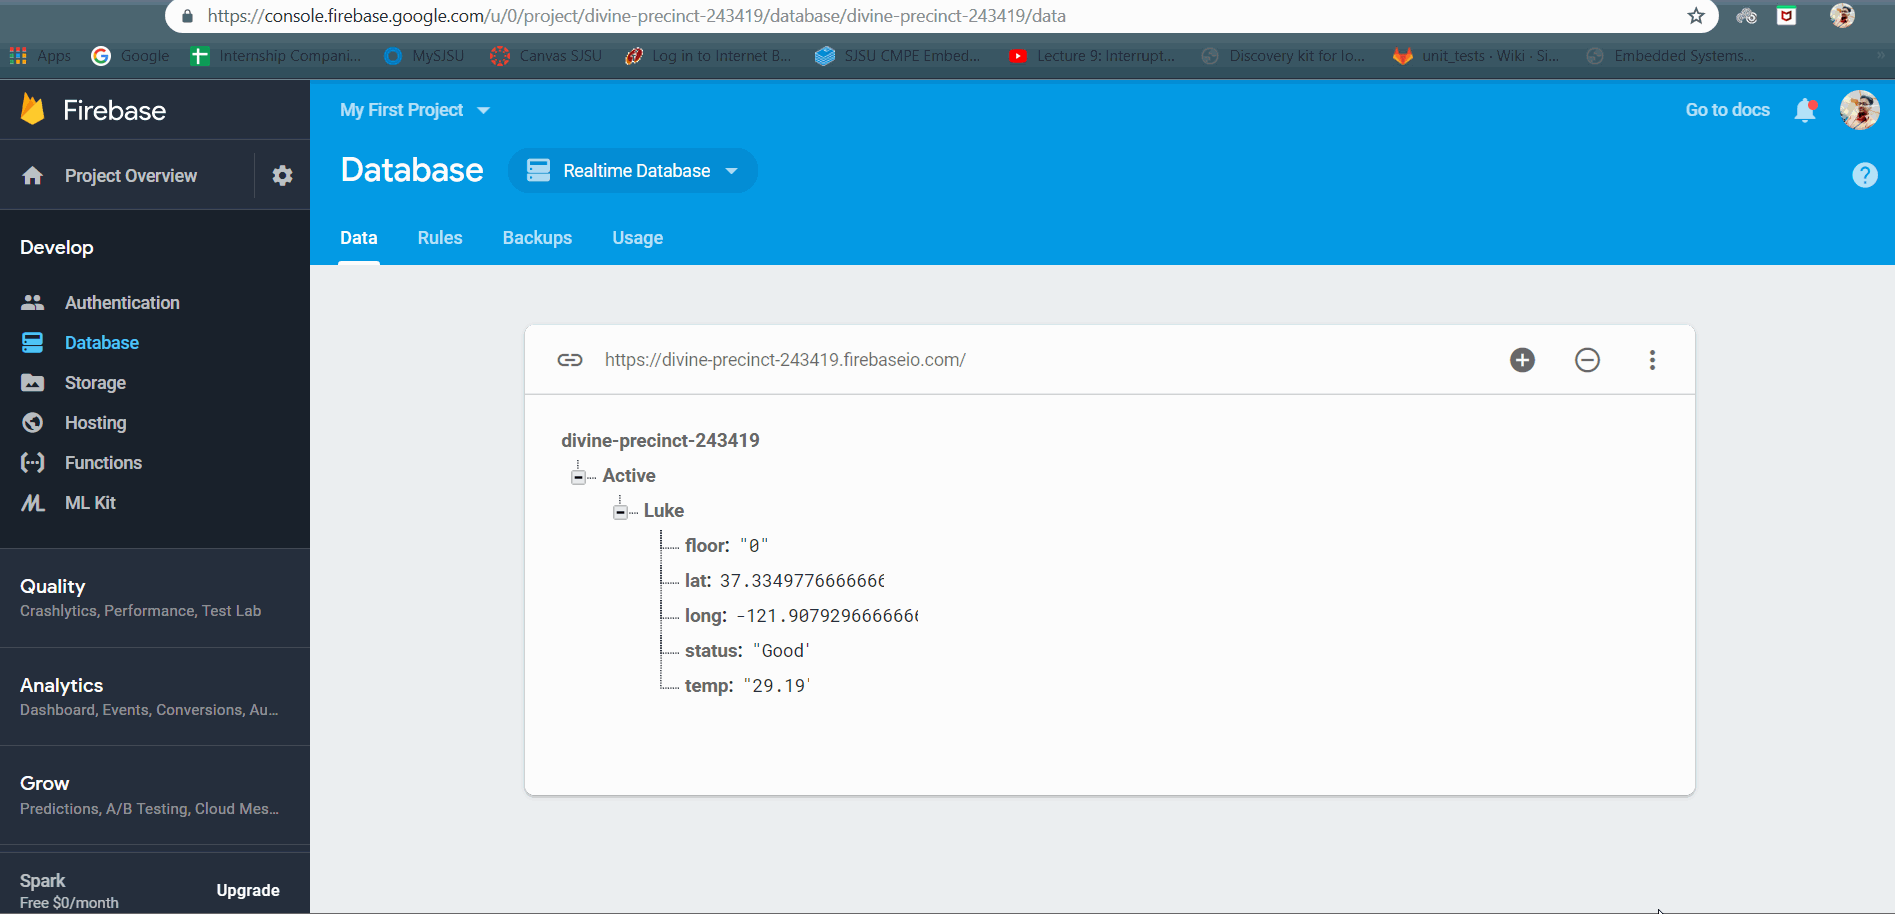 https://console.firebase.google.com/u/0/project/divine-precinct-243419/database/divine-precinct-243419/data
Apps Google Internship Compani... MySJSU Canvas SJSU Log in to Internet B... SJSU CMPE Embed... Lecture 9: Interrupt... Discovery kit for Io... unit_tests · Wiki · Si... Embedded Systems... »
Firebase
Project Overview
Develop
Authentication
Database
Storage
Hosting
Functions
ML Kit
Quality
Crashlytics, Performance, Test Lab
Analytics
Dashboard, Events, Conversions, Au...
Grow
Predictions, A/B Testing, Cloud Mes...
Spark
Free $0/month
Upgrade
My First Project
Go to docs
Database
Realtime Database
?
Data Rules Backups Usage
https://divine-precinct-243419.firebaseio.com/
divine-precinct-243419
Active
Luke
floor: "0"
lat: 37.3349776666666
long: -121.9079296666666
status: "Good"
temp: "29.19"